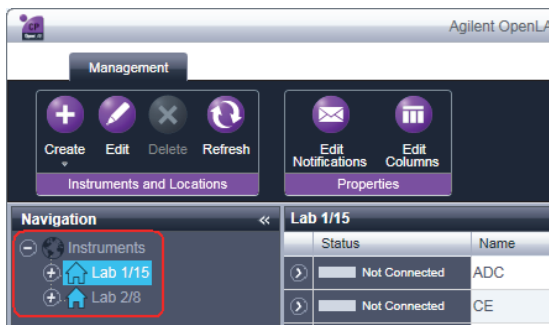 CP
Agilent OpenLA
Management
Create Edit Delete Refresh
Edit Notifications
Edit Columns
Instruments and Locations
Properties
Navigation «
Lab 1/15
Instruments
Status Name
Lab 1/15
Not Connected ADC
Lab 2/8
Not Connected CE